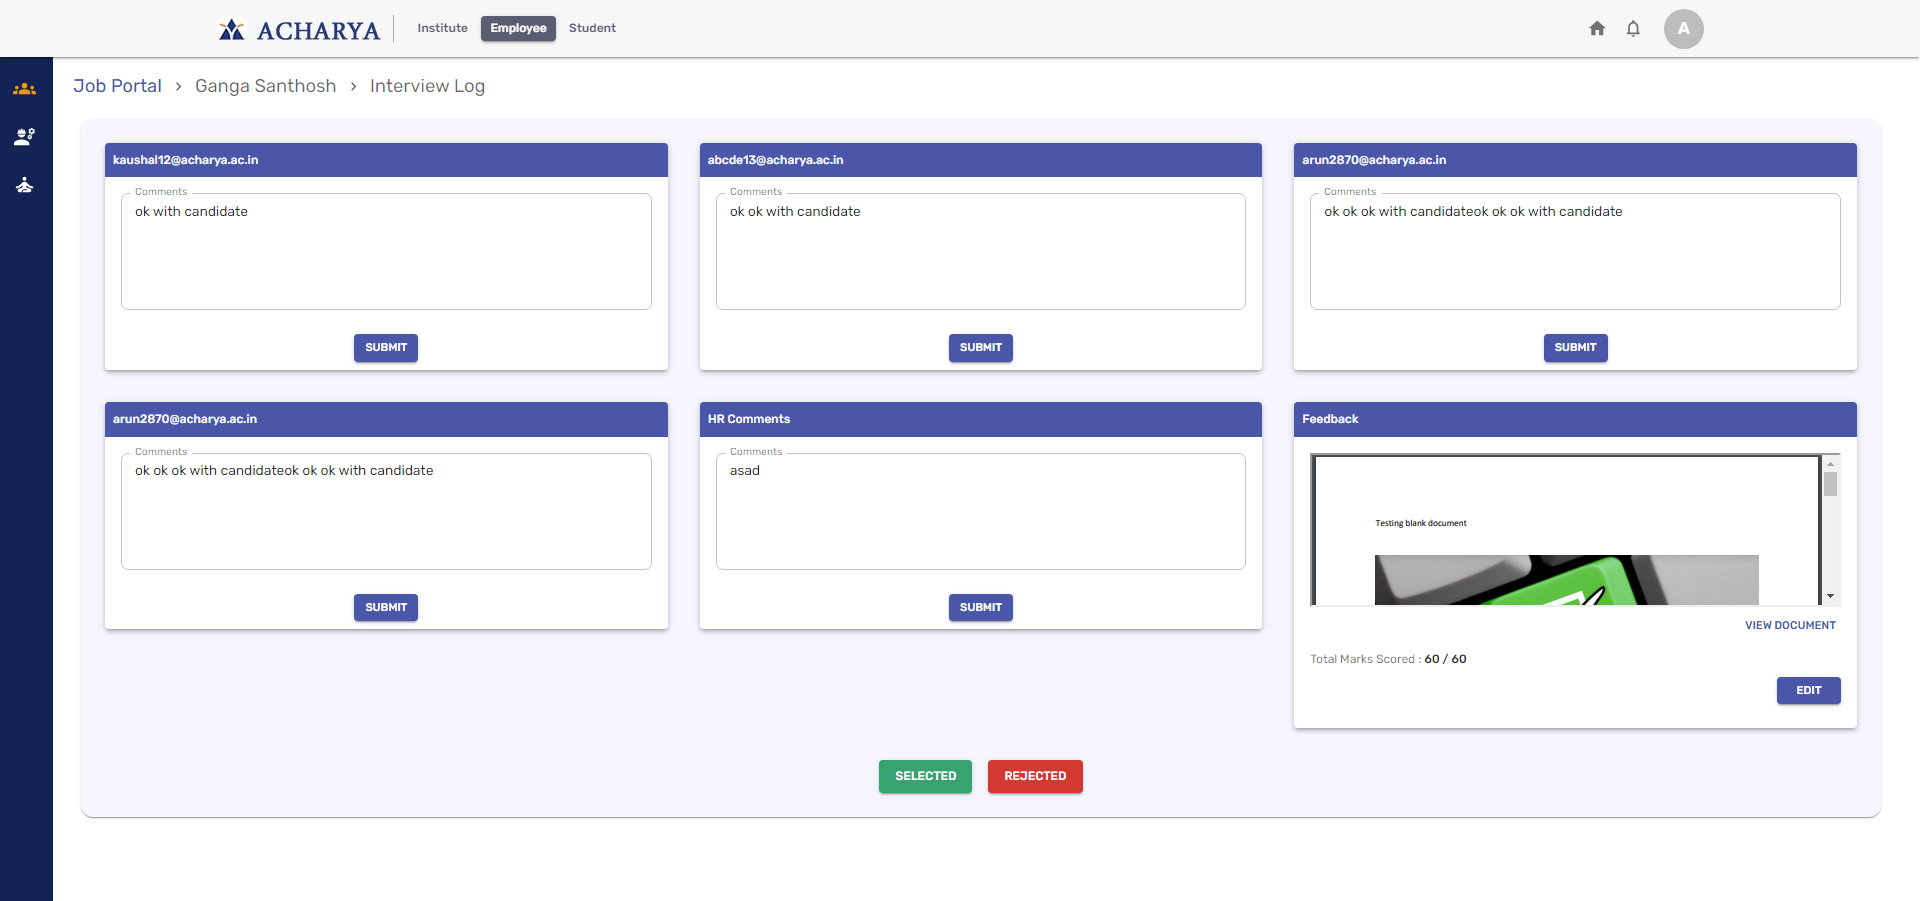 ACHARYA
Institute
Employee
Student
A
Job Portal > Ganga Santhosh > Interview Log
kaushal12@acharya.ac.in
Comments
ok with candidate
SUBMIT
abcde13@acharya.ac.in
Comments
ok ok with candidate
SUBMIT
arun2870@acharya.ac.in
Comments
ok ok ok with candidateok ok ok with candidate
SUBMIT
arun2870@acharya.ac.in
Comments
ok ok ok with candidateok ok ok with candidate
SUBMIT
HR Comments
Comments
asad
SUBMIT
Feedback
Testing blank document
VIEW DOCUMENT
Total Marks Scored : 60 / 60
EDIT
SELECTED
REJECTED